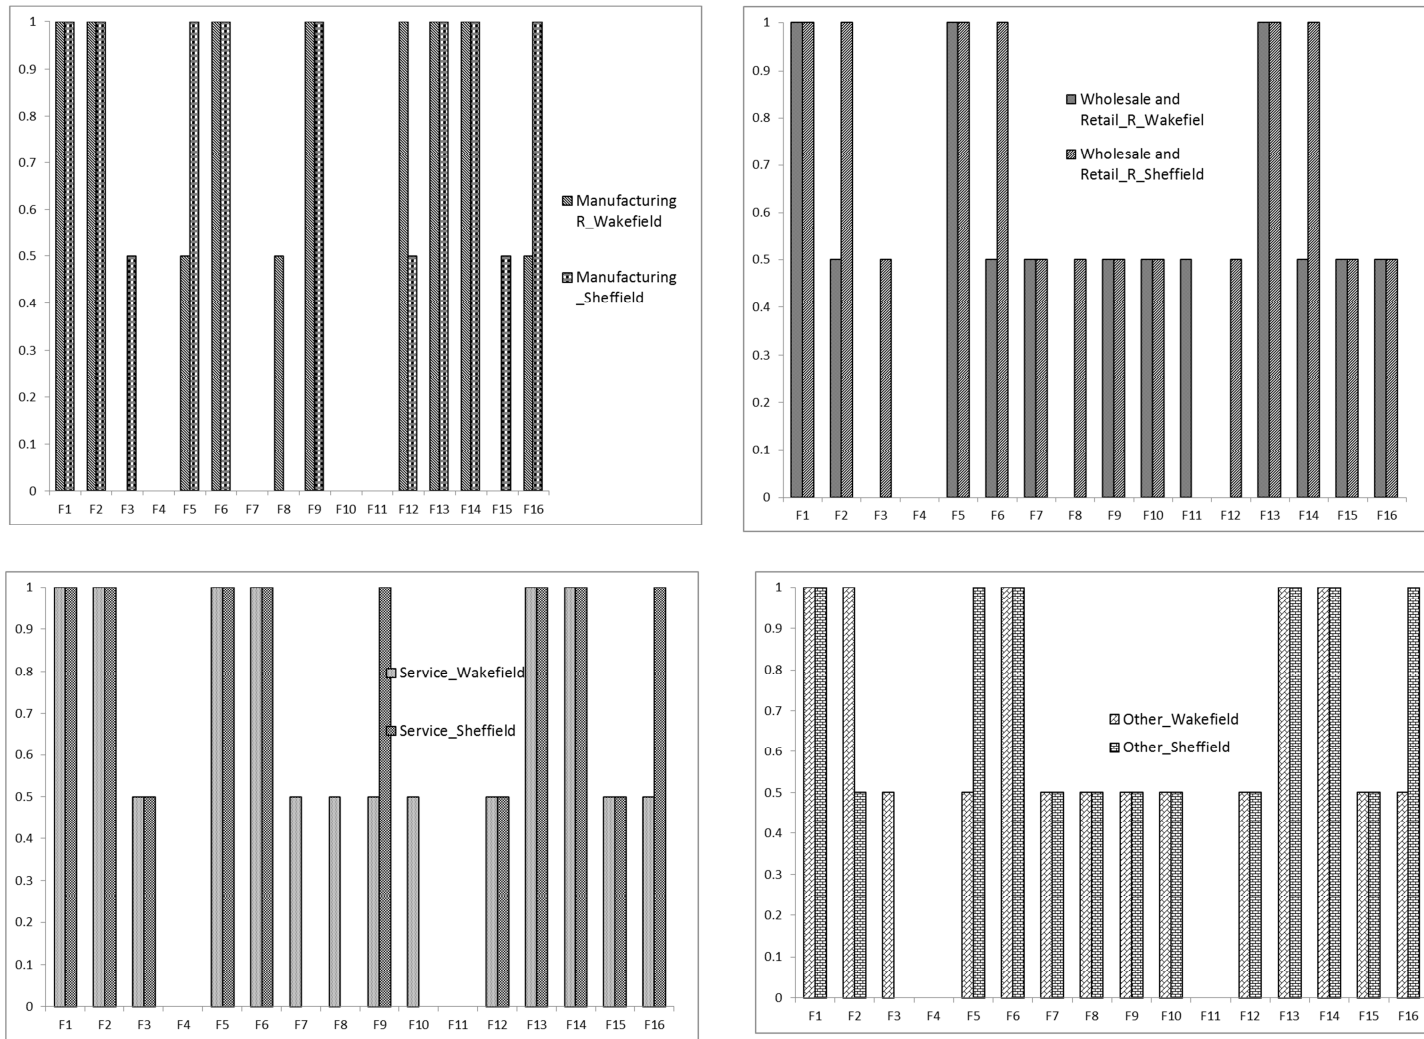 1
0.9
0.8
0.7
0.6
0.5
0.4
0.3
0.2
0.1
0
F1 F2 F3 F4 F5 F6 F7 F8 F9 F10 F11 F12 F13 F14 F15 F16
Manufacturing
R_Wakefield
Manufacturing
_Sheffield
1
0.9
0.8
0.7
0.6
0.5
0.4
0.3
0.2
0.1
0
F1 F2 F3 F4 F5 F6 F7 F8 F9 F10 F11 F12 F13 F14 F15 F16
Wholesale and
Retail_R_Wakefiel
Wholesale and
Retail_R_Sheffield
1
0.9
0.8
0.7
0.6
0.5
0.4
0.3
0.2
0.1
0
F1 F2 F3 F4 F5 F6 F7 F8 F9 F10 F11 F12 F13 F14 F15 F16
Service_Wakefield
Service_Sheffield
1
0.9
0.8
0.7
0.6
0.5
0.4
0.3
0.2
0.1
0
F1 F2 F3 F4 F5 F6 F7 F8 F9 F10 F11 F12 F13 F14 F15 F16
Other_Wakefield
Other_Sheffield